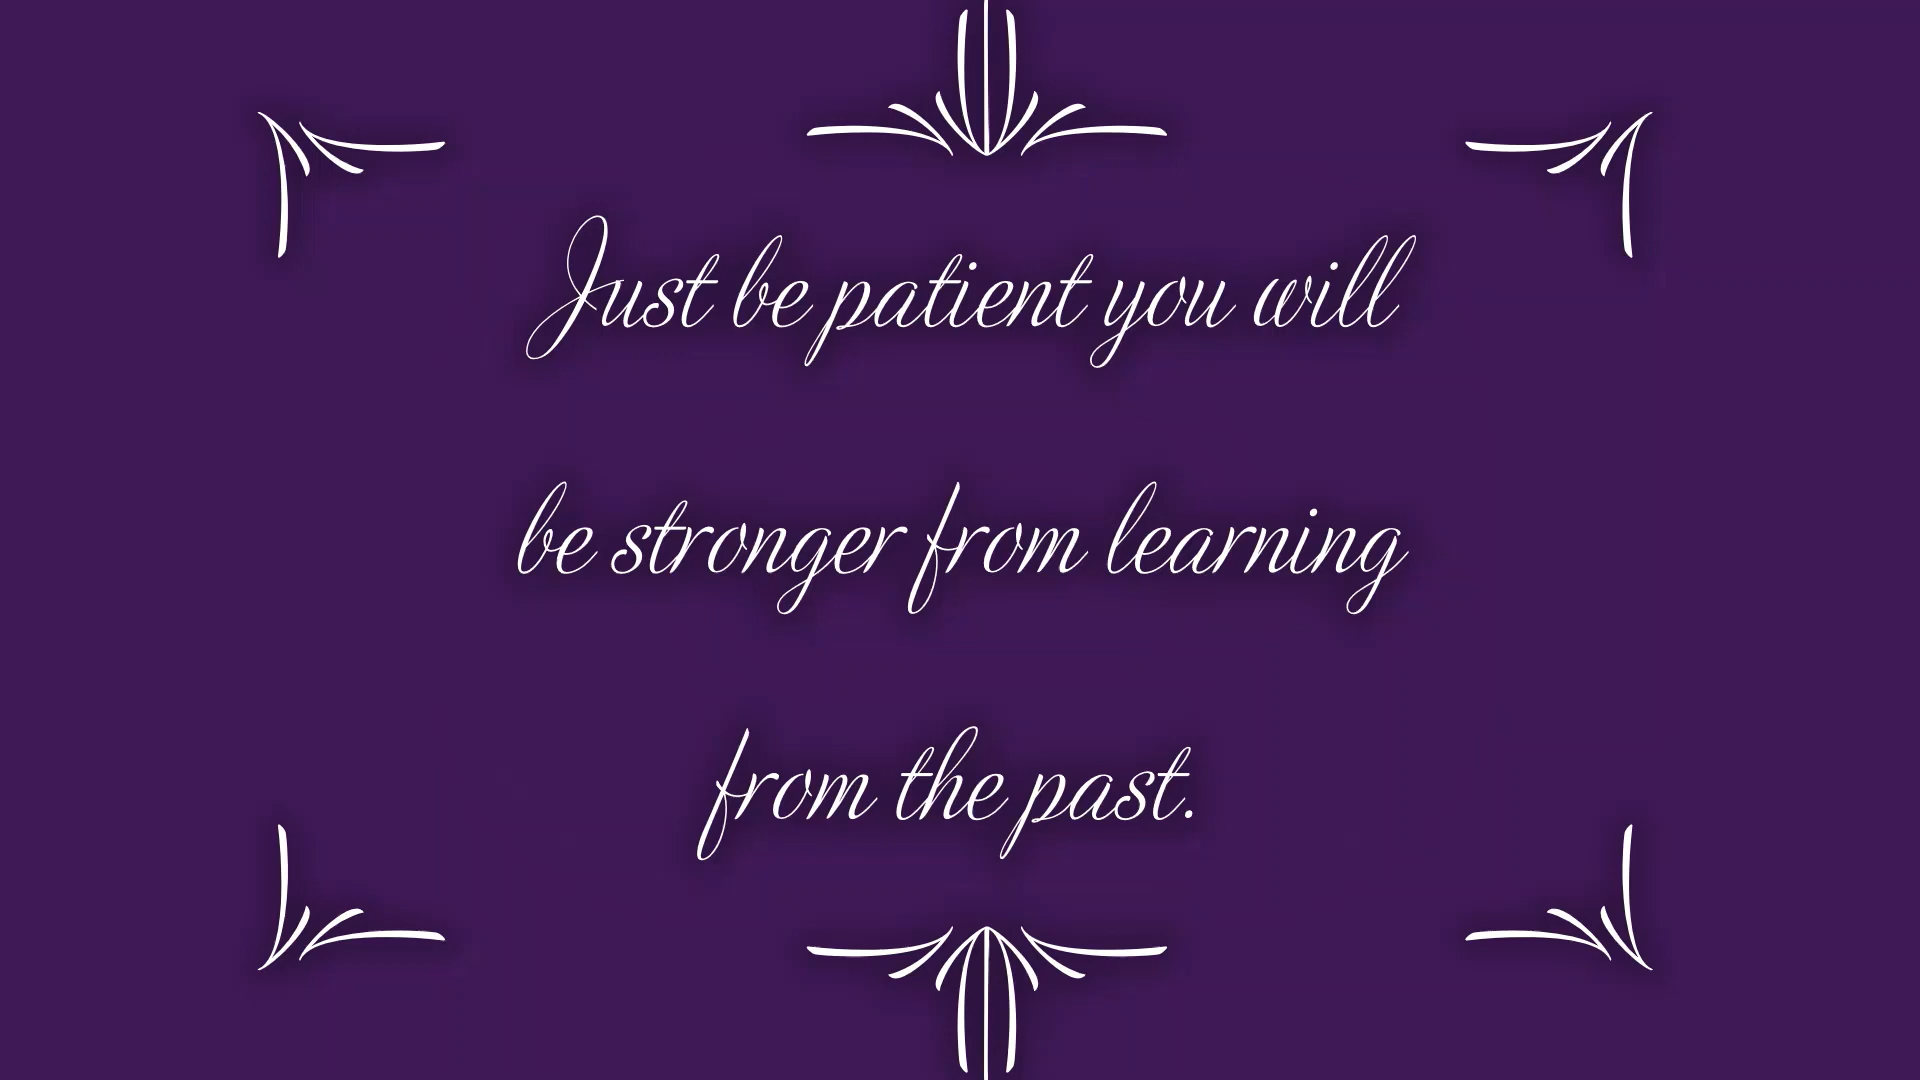 Just be patient you will
be stronger from learning
from the past.